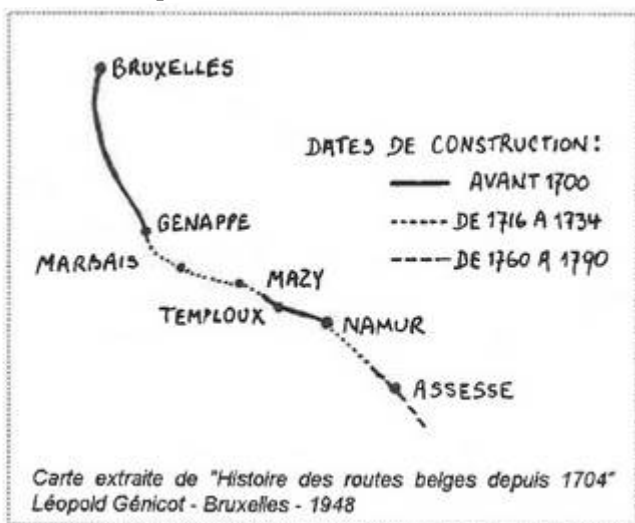 BRUXELLES
DATES DE CONSTRUCTION:
AVANT 1700
GENAPPE
DE 1716 A 1734
MARBAIS
DE 1760 A 1790
MAZY
TEMPLOUX
NAMUR
ASSESSE
Carte extraite de "Histoire des routes belges depuis 1704"
Léopold Génicot - Bruxelles - 1948